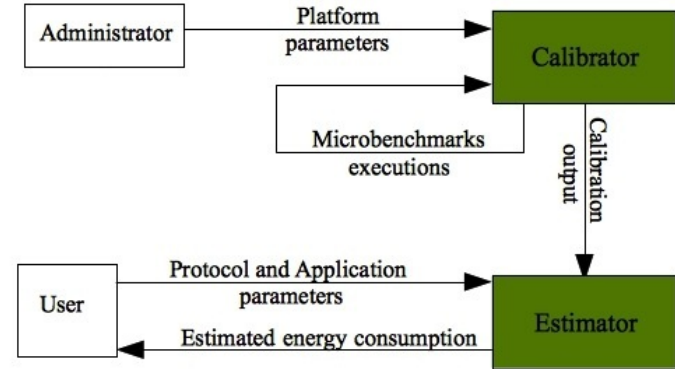 Administrator
Platform
parameters
Calibrator
Microbenchmarks
executions
Calibration
output
User
Protocol and Application
parameters
Estimated energy consumption
Estimator